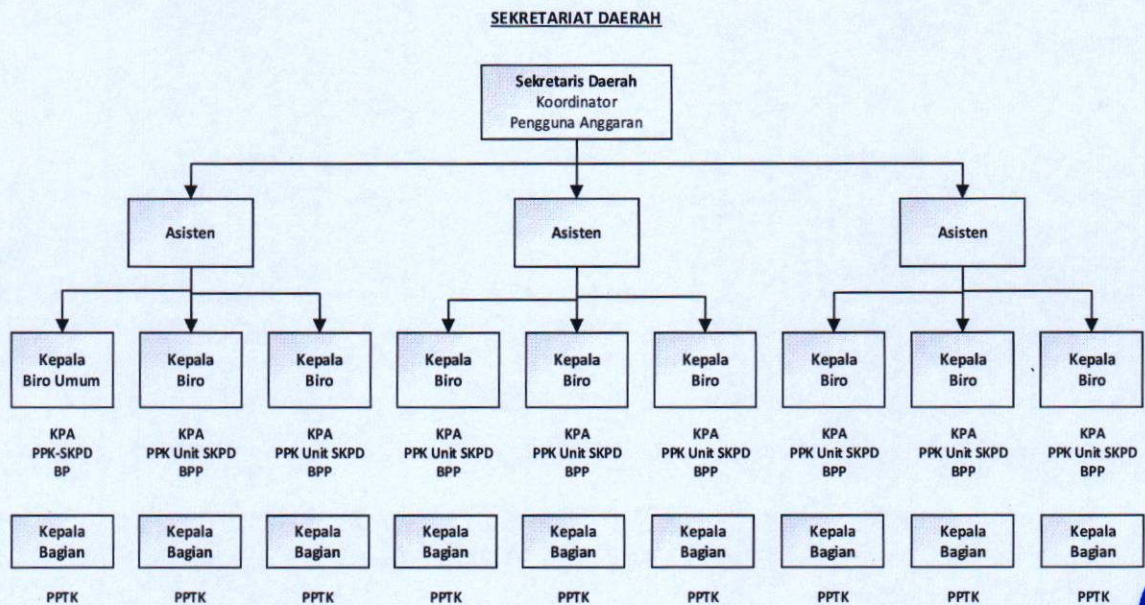 SEKRETARIAT DAERAH
Sekretaris Daerah
Koordinator
Pengguna Anggaran
Asisten
Asisten
Asisten
Kepala
Biro Umum
Kepala
Biro
Kepala
Biro
Kepala
Biro
Kepala
Biro
Kepala
Biro
Kepala
Biro
Kepala
Biro
Kepala
Biro
KPA
PPK-SKPD
BP
KPA
PPK Unit SKPD
BPP
KPA
PPK Unit SKPD
BPP
KPA
PPK Unit SKPD
BPP
KPA
PPK Unit SKPD
BPP
KPA
PPK Unit SKPD
BPP
KPA
PPK Unit SKPD
BPP
KPA
PPK Unit SKPD
BPP
KPA
PPK Unit SKPD
BPP
Kepala
Bagian
Kepala
Bagian
Kepala
Bagian
Kepala
Bagian
Kepala
Bagian
Kepala
Bagian
Kepala
Bagian
Kepala
Bagian
Kepala
Bagian
PPTK
PPTK
PPTK
PPTK
PPTK
PPTK
PPTK
PPTK
PPTK